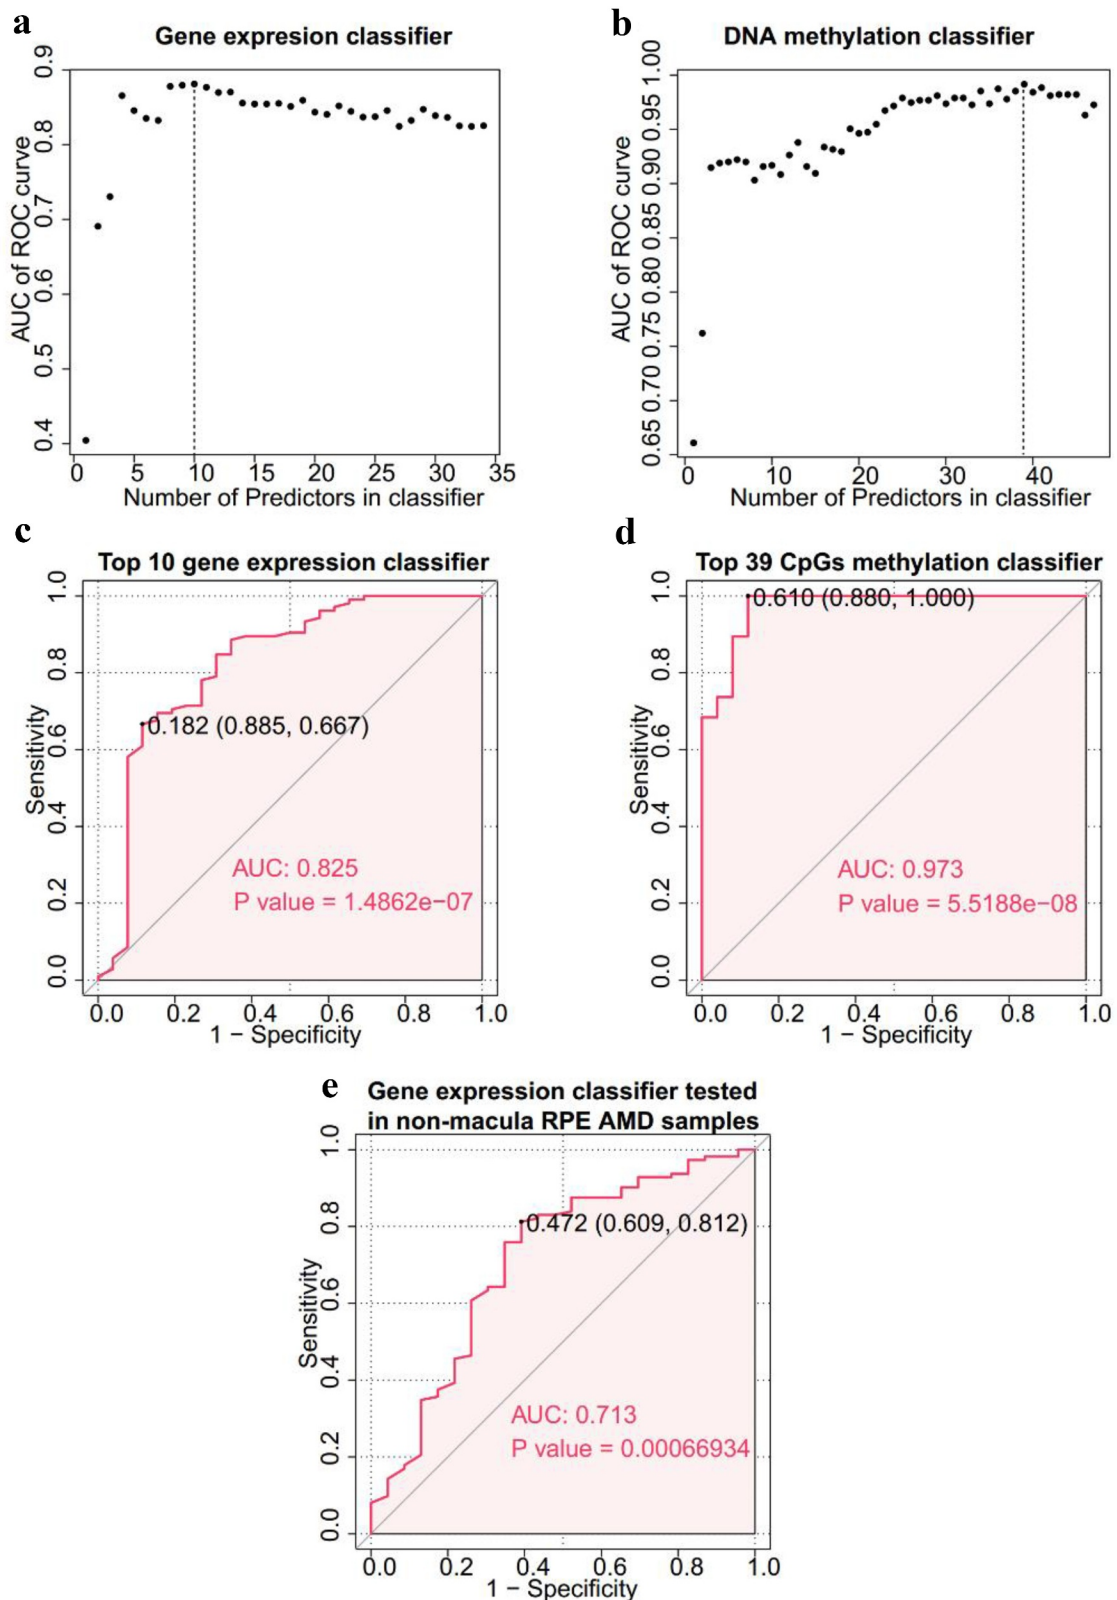 a
Gene expresion classifier
AUC of ROC curve
0.4 0.5 0.6 0.7 0.8 0.9
0 5 10 15 20 25 30 35
Number of Predictors in classifier
b
DNA methylation classifier
AUC of ROC curve
0.65 0.70 0.75 0.80 0.85 0.90 0.95 1.00
0 10 20 30 40
Number of Predictors in classifier
c
Top 10 gene expression classifier
Sensitivity
0.0 0.2 0.4 0.6 0.8 1.0
0.182 (0.885, 0.667)
AUC: 0.825
P value = 1.4862e−07
0.0 0.2 0.4 0.6 0.8 1.0
1 − Specificity
d
Top 39 CpGs methylation classifier
Sensitivity
0.0 0.2 0.4 0.6 0.8 1.0
0.610 (0.880, 1.000)
AUC: 0.973
P value = 5.5188e−08
0.0 0.2 0.4 0.6 0.8 1.0
1 − Specificity
e
Gene expression classifier tested
in non-macula RPE AMD samples
Sensitivity
0.0 0.2 0.4 0.6 0.8 1.0
0.472 (0.609, 0.812)
AUC: 0.713
P value = 0.00066934
0.0 0.2 0.4 0.6 0.8 1.0
1 − Specificity